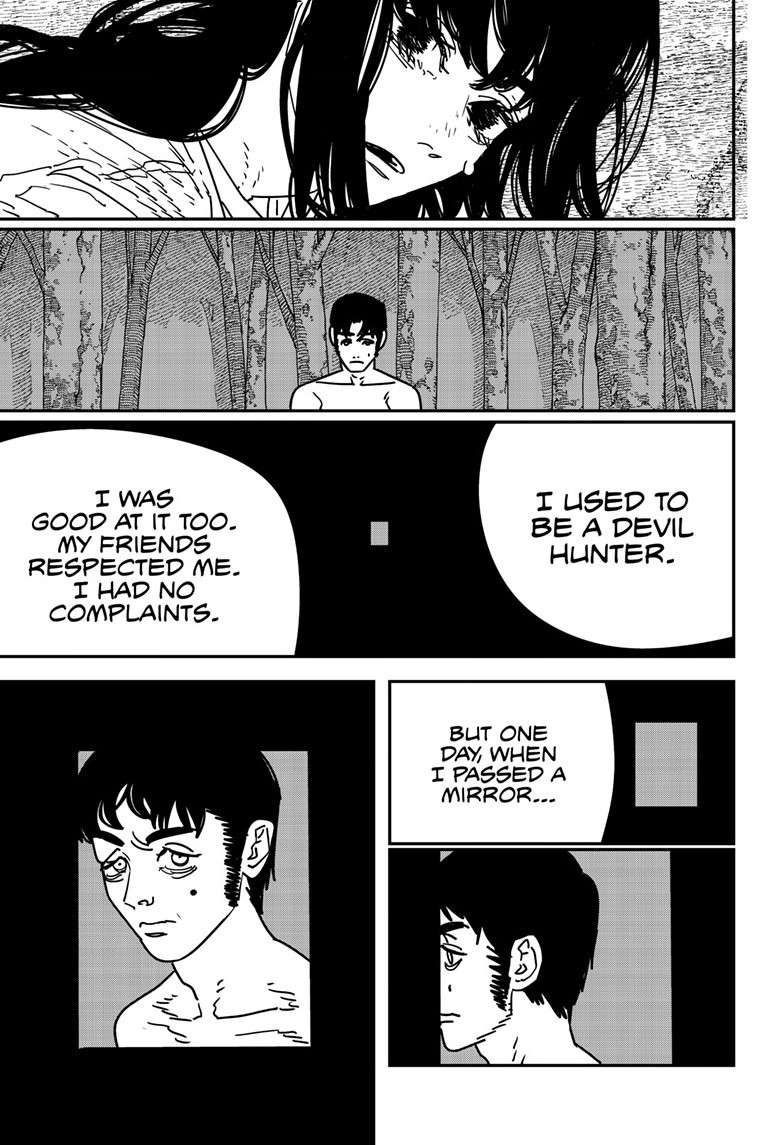 I USED TO
BE A DEVIL
HUNTER.
I WAS
GOOD AT IT TOO.
MY FRIENDS
RESPECTED ME.
I HAD NO
COMPLAINTS.
BUT ONE
DAY, WHEN
I PASSED A
MIRROR...